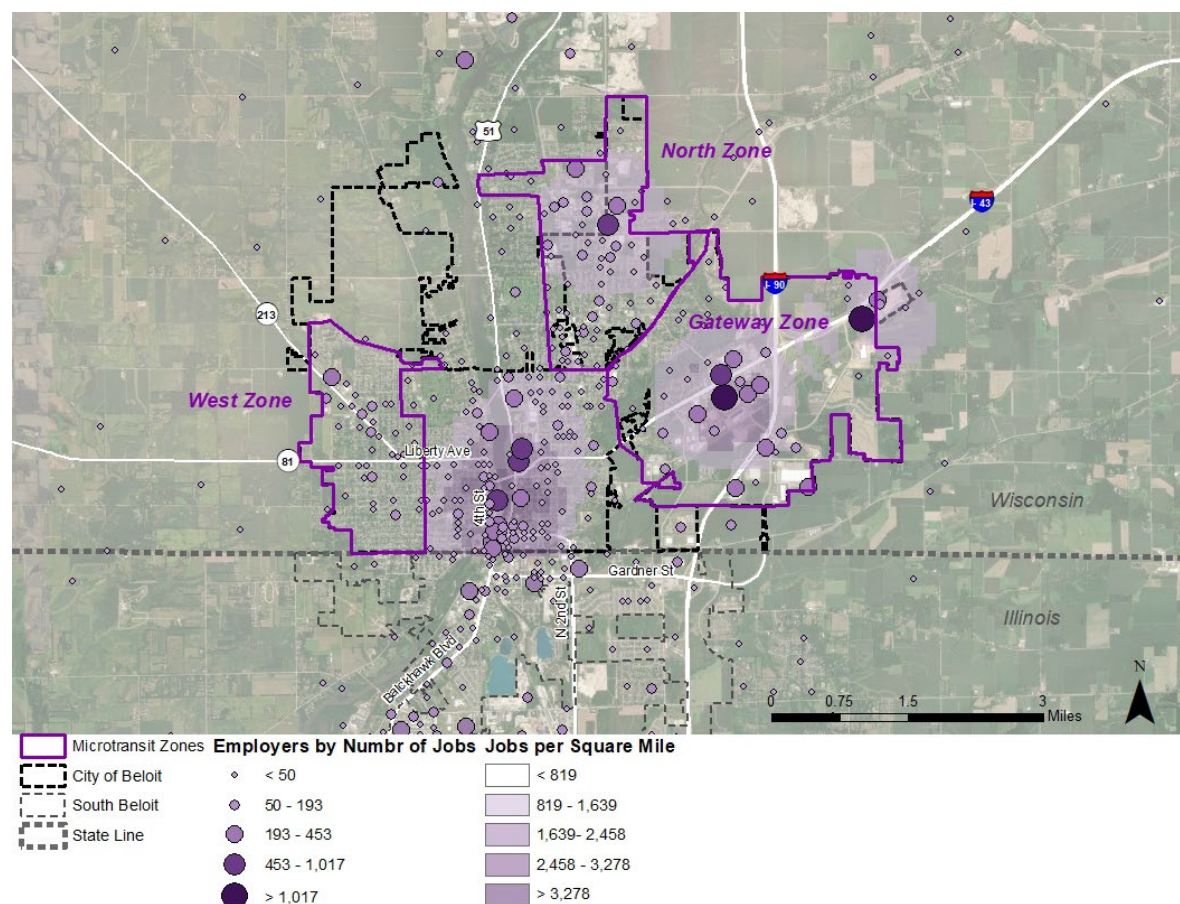 51
North Zone
I- 43
I- 90
213
Gateway Zone
West Zone
Liberty Ave
81
4th St
Wisconsin
Gardner St
N 2nd St
Illinois
Balckhawk Blvd
N
0 0.75 1.5 3
Miles
Microtransit Zones
City of Beloit
South Beloit
State Line
Employers by Numbr of Jobs
< 50
50 - 193
193 - 453
453 - 1,017
> 1,017
Jobs per Square Mile
< 819
819 - 1,639
1,639- 2,458
2,458 - 3,278
> 3,278